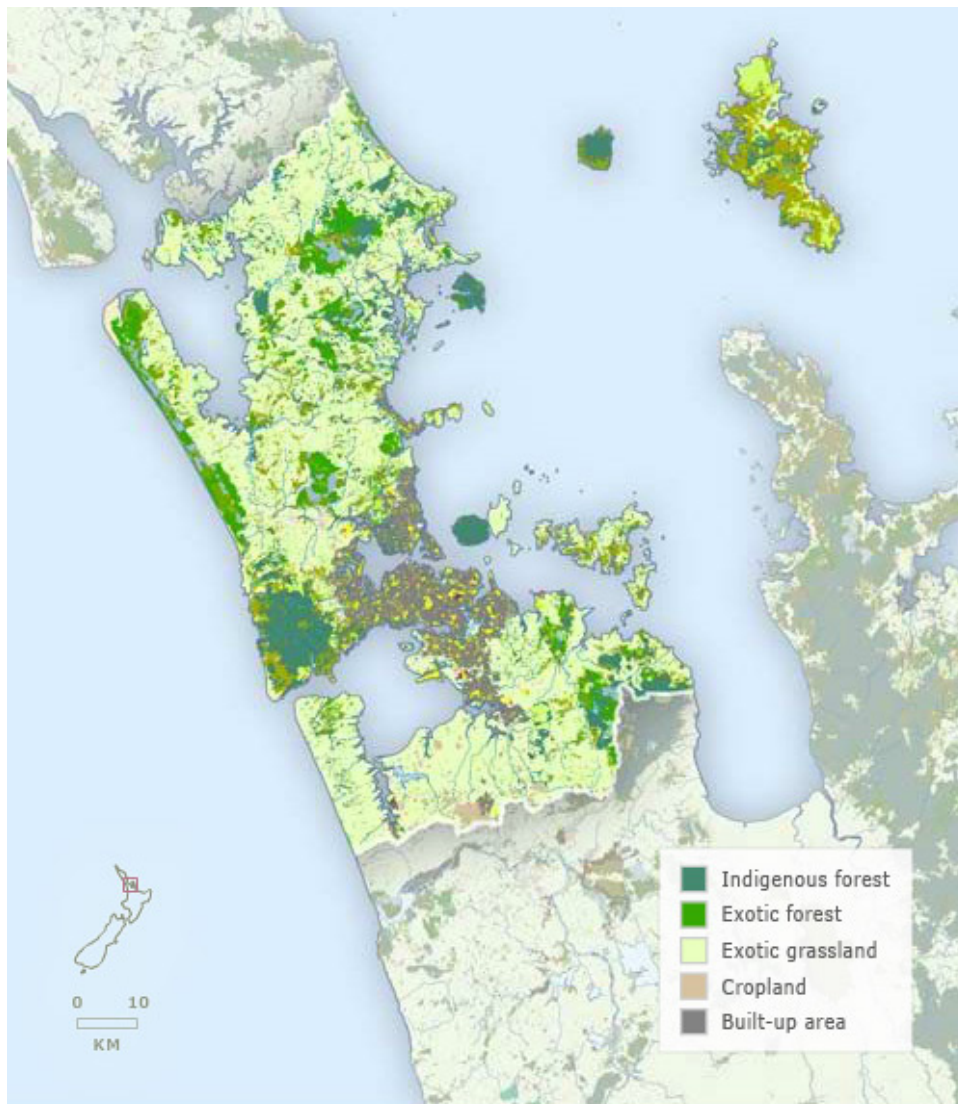 Indigenous forest
Exotic forest
Exotic grassland
Cropland
Built-up area
0 10
KM